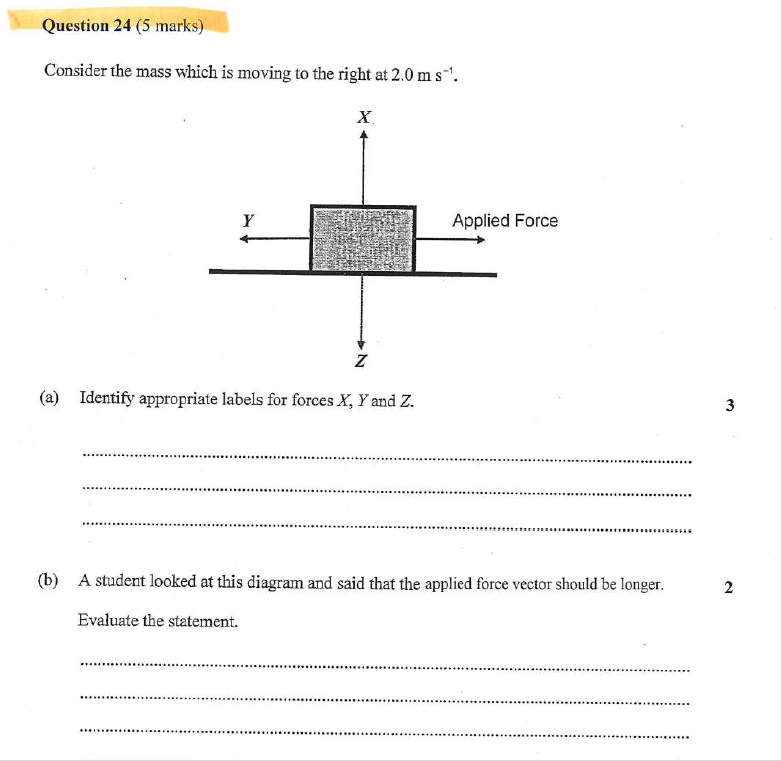 Question 24 (5 marks)
Consider the mass which is moving to the right at 2.0 m s⁻¹.
X
Y
Applied Force
Z
(a) Identify appropriate labels for forces X, Y and Z.
3
(b) A student looked at this diagram and said that the applied force vector should be longer.
2
Evaluate the statement.